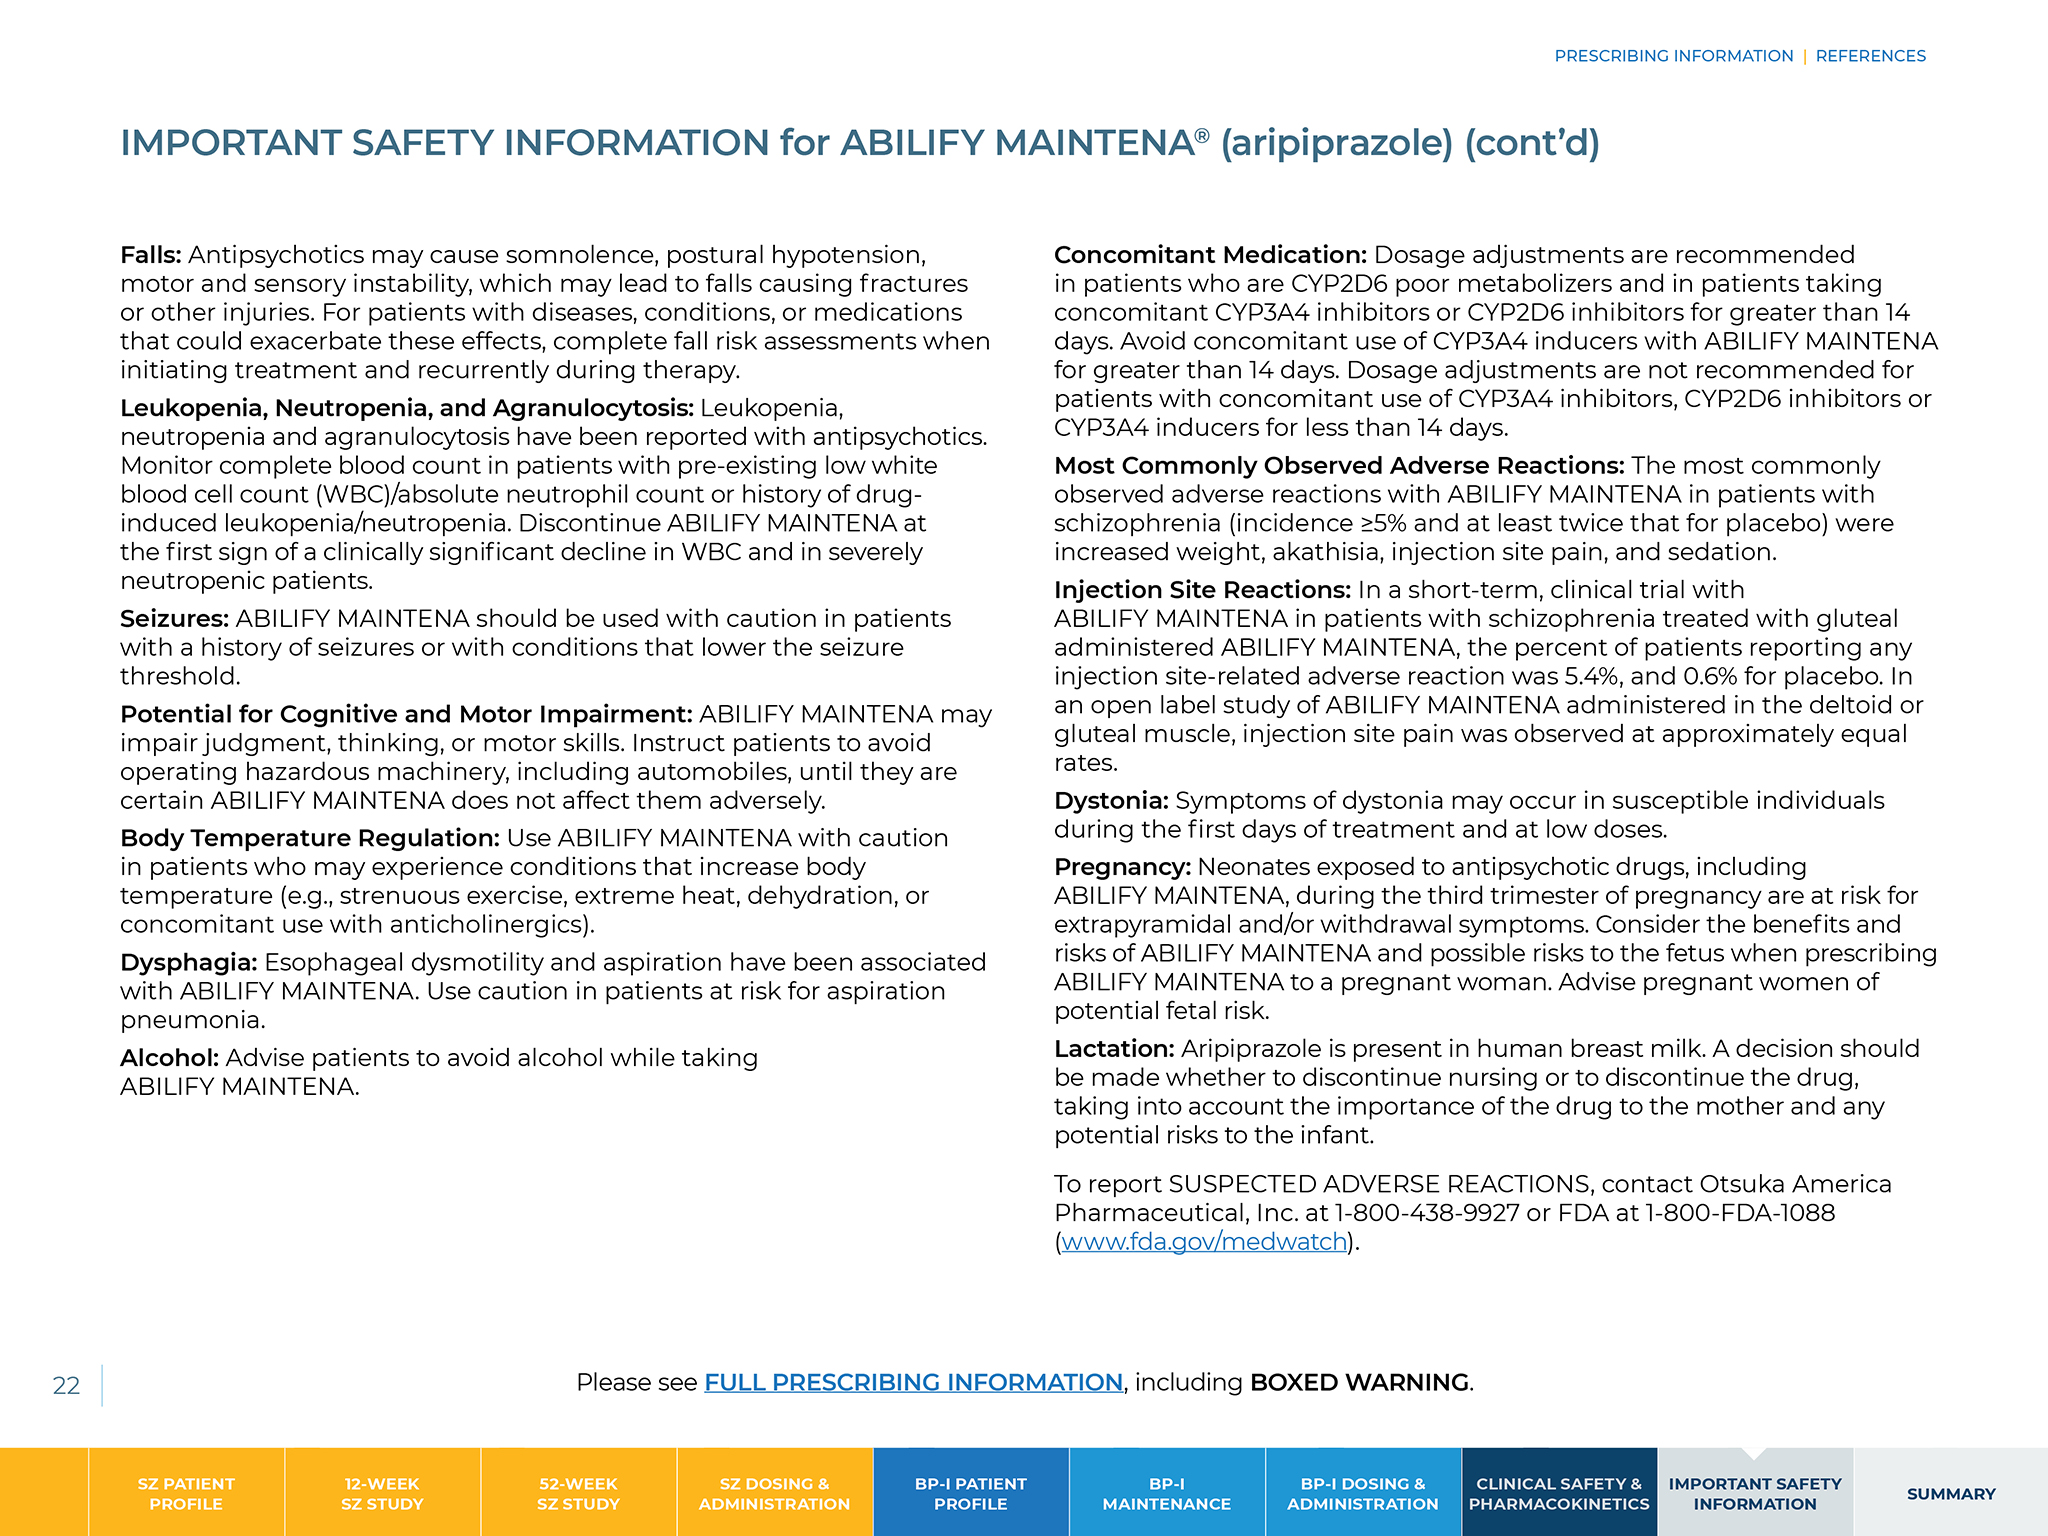 PRESCRIBING INFORMATION | REFERENCES
IMPORTANT SAFETY INFORMATION for ABILIFY MAINTENA® (aripiprazole) (cont’d)
Falls: Antipsychotics may cause somnolence, postural hypotension,
motor and sensory instability, which may lead to falls causing fractures
or other injuries. For patients with diseases, conditions, or medications
that could exacerbate these effects, complete fall risk assessments when
initiating treatment and recurrently during therapy.
Leukopenia, Neutropenia, and Agranulocytosis: Leukopenia,
neutropenia and agranulocytosis have been reported with antipsychotics.
Monitor complete blood count in patients with pre-existing low white
blood cell count (WBC)/absolute neutrophil count or history of drug-
induced leukopenia/neutropenia. Discontinue ABILIFY MAINTENA at
the first sign of a clinically significant decline in WBC and in severely
neutropenic patients.
Seizures: ABILIFY MAINTENA should be used with caution in patients
with a history of seizures or with conditions that lower the seizure
threshold.
Potential for Cognitive and Motor Impairment: ABILIFY MAINTENA may
impair judgment, thinking, or motor skills. Instruct patients to avoid
operating hazardous machinery, including automobiles, until they are
certain ABILIFY MAINTENA does not affect them adversely.
Body Temperature Regulation: Use ABILIFY MAINTENA with caution
in patients who may experience conditions that increase body
temperature (e.g., strenuous exercise, extreme heat, dehydration, or
concomitant use with anticholinergics).
Dysphagia: Esophageal dysmotility and aspiration have been associated
with ABILIFY MAINTENA. Use caution in patients at risk for aspiration
pneumonia.
Alcohol: Advise patients to avoid alcohol while taking
ABILIFY MAINTENA.
Concomitant Medication: Dosage adjustments are recommended
in patients who are CYP2D6 poor metabolizers and in patients taking
concomitant CYP3A4 inhibitors or CYP2D6 inhibitors for greater than 14
days. Avoid concomitant use of CYP3A4 inducers with ABILIFY MAINTENA
for greater than 14 days. Dosage adjustments are not recommended for
patients with concomitant use of CYP3A4 inhibitors, CYP2D6 inhibitors or
CYP3A4 inducers for less than 14 days.
Most Commonly Observed Adverse Reactions: The most commonly
observed adverse reactions with ABILIFY MAINTENA in patients with
schizophrenia (incidence ≥5% and at least twice that for placebo) were
increased weight, akathisia, injection site pain, and sedation.
Injection Site Reactions: In a short-term, clinical trial with
ABILIFY MAINTENA in patients with schizophrenia treated with gluteal
administered ABILIFY MAINTENA, the percent of patients reporting any
injection site-related adverse reaction was 5.4%, and 0.6% for placebo. In
an open label study of ABILIFY MAINTENA administered in the deltoid or
gluteal muscle, injection site pain was observed at approximately equal
rates.
Dystonia: Symptoms of dystonia may occur in susceptible individuals
during the first days of treatment and at low doses.
Pregnancy: Neonates exposed to antipsychotic drugs, including
ABILIFY MAINTENA, during the third trimester of pregnancy are at risk for
extrapyramidal and/or withdrawal symptoms. Consider the benefits and
risks of ABILIFY MAINTENA and possible risks to the fetus when prescribing
ABILIFY MAINTENA to a pregnant woman. Advise pregnant women of
potential fetal risk.
Lactation: Aripiprazole is present in human breast milk. A decision should
be made whether to discontinue nursing or to discontinue the drug,
taking into account the importance of the drug to the mother and any
potential risks to the infant.
To report SUSPECTED ADVERSE REACTIONS, contact Otsuka America
Pharmaceutical, Inc. at 1-800-438-9927 or FDA at 1-800-FDA-1088
(www.fda.gov/medwatch).
22
Please see FULL PRESCRIBING INFORMATION, including BOXED WARNING.
SZ PATIENT
PROFILE
12-WEEK
SZ STUDY
52-WEEK
SZ STUDY
SZ DOSING &
ADMINISTRATION
BP-I PATIENT
PROFILE
BP-I
MAINTENANCE
BP-I DOSING &
ADMINISTRATION
CLINICAL SAFETY &
PHARMACOKINETICS
IMPORTANT SAFETY
INFORMATION
SUMMARY